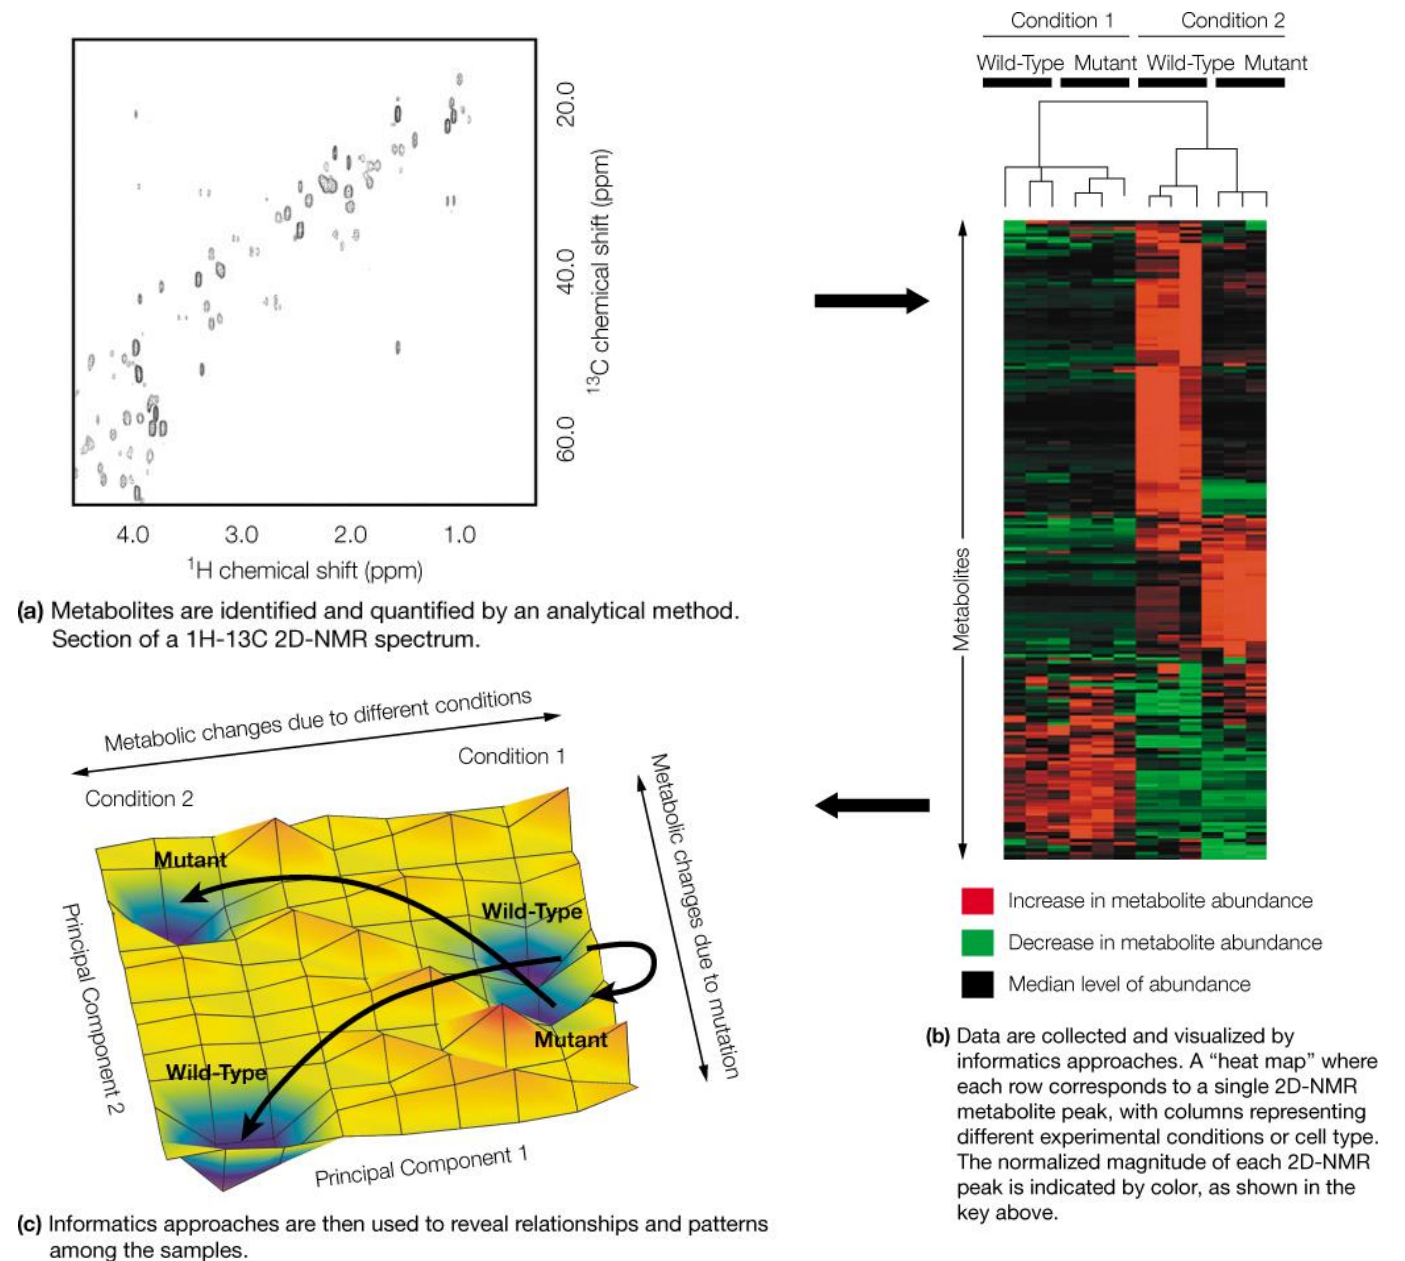 20.0
40.0
60.0
¹³C chemical shift (ppm)
4.0 3.0 2.0 1.0
¹H chemical shift (ppm)
(a) Metabolites are identified and quantified by an analytical method.
Section of a 1H-13C 2D-NMR spectrum.
Condition 1 Condition 2
Wild-Type Mutant Wild-Type Mutant
Metabolites
Increase in metabolite abundance
Decrease in metabolite abundance
Median level of abundance
(b) Data are collected and visualized by
informatics approaches. A “heat map” where
each row corresponds to a single 2D-NMR
metabolite peak, with columns representing
different experimental conditions or cell type.
The normalized magnitude of each 2D-NMR
peak is indicated by color, as shown in the
key above.
Metabolic changes due to different conditions
Condition 1
Condition 2
Metabolic changes due to mutation
Mutant
Wild-Type
Mutant
Wild-Type
Principal Component 2
Principal Component 1
(c) Informatics approaches are then used to reveal relationships and patterns
among the samples.